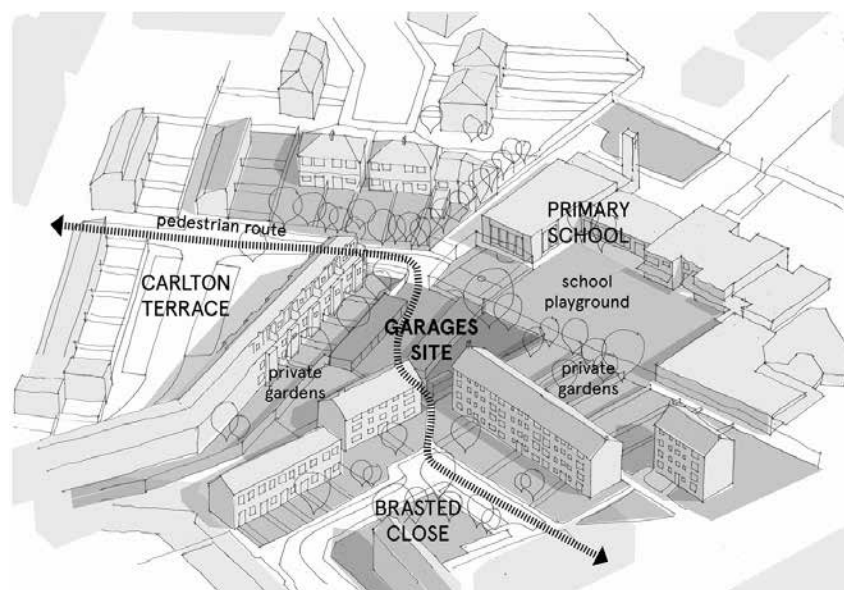 pedestrian route
PRIMARY
SCHOOL
CARLTON
TERRACE
school
playground
GARAGES
SITE
private
gardens
private
gardens
BRASTED
CLOSE